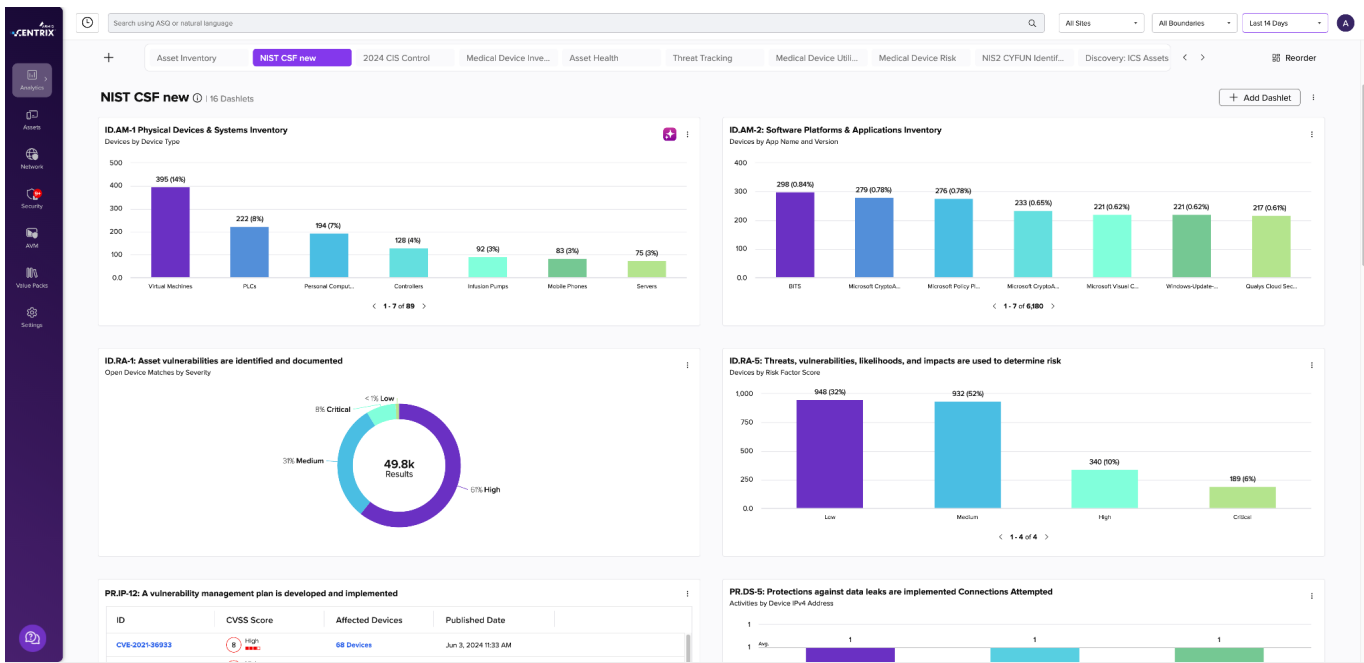 CENTRIX
Search using ASQ or natural language
All Sites
All Boundaries
Last 14 Days
A
Asset Inventory
NIST CSF new
2024 CIS Control
Medical Device Inve...
Asset Health
Threat Tracking
Medical Device Utili...
Medical Device Risk
NIS2 CYFUN Identif...
Discovery: ICS Assets
Reorder
Analytics
Assets
Network
9+
Security
AVM
Value Packs
Settings
NIST CSF new | 16 Dashlets
+ Add Dashlet
ID.AM-1 Physical Devices & Systems Inventory
Devices by Device Type
500
400
300
200
100
0.0
395 (14%)
222 (8%)
194 (7%)
128 (4%)
92 (3%)
83 (3%)
75 (3%)
Virtual Machines
PLCs
Personal Comput...
Controllers
Infusion Pumps
Mobile Phones
Servers
< 1 - 7 of 89 >
ID.AM-2: Software Platforms & Applications Inventory
Devices by App Name and Version
400
300
200
100
0.0
298 (0.84%)
279 (0.78%)
276 (0.78%)
233 (0.65%)
221 (0.62%)
221 (0.62%)
217 (0.61%)
BITS
Microsoft CryptoA...
Microsoft Policy Pl...
Microsoft CryptoA...
Microsoft Visual C...
Windows-Update-...
Qualys Cloud Sec...
< 1 - 7 of 6,180 >
ID.RA-1: Asset vulnerabilities are identified and documented
Open Device Matches by Severity
< 1% Low
8% Critical
31% Medium
49.8k
Results
61% High
ID.RA-5: Threats, vulnerabilities, likelihoods, and impacts are used to determine risk
Devices by Risk Factor Score
1,000
750
500
250
0.0
948 (32%)
932 (52%)
340 (10%)
189 (6%)
Low
Medium
High
Critical
< 1 - 4 of 4 >
PR.IP-12: A vulnerability management plan is developed and implemented
ID
CVSS Score
Affected Devices
Published Date
CVE-2021-36933
8
High
68 Devices
Jun 3, 2024 11:33 AM
PR.DS-5: Protections against data leaks are implemented Connections Attempted
Activities by Device IPv4 Address
1
1
Avg.
1
1
1